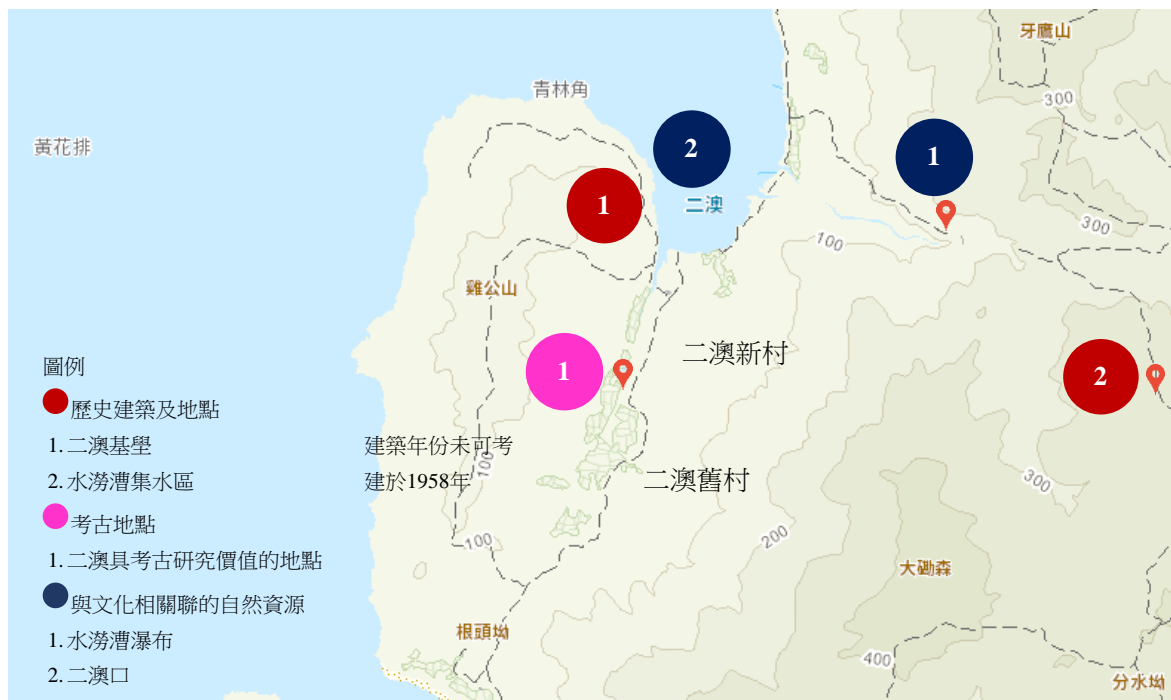 牙鷹山
300
青林角
黃花排
2
1
1
二澳
300
100
雞公山
二澳新村
1
2
圖例
歷史建築及地點
1. 二澳基壆 建築年份未可考
100
2. 水澇漕集水區 建於1958年
二澳舊村
300
考古地點
100
200
1. 二澳具考古研究價值的地點
大磡森
與文化相關聯的自然資源
根頭坳
1. 水澇漕瀑布
400
2. 二澳口
分水坳